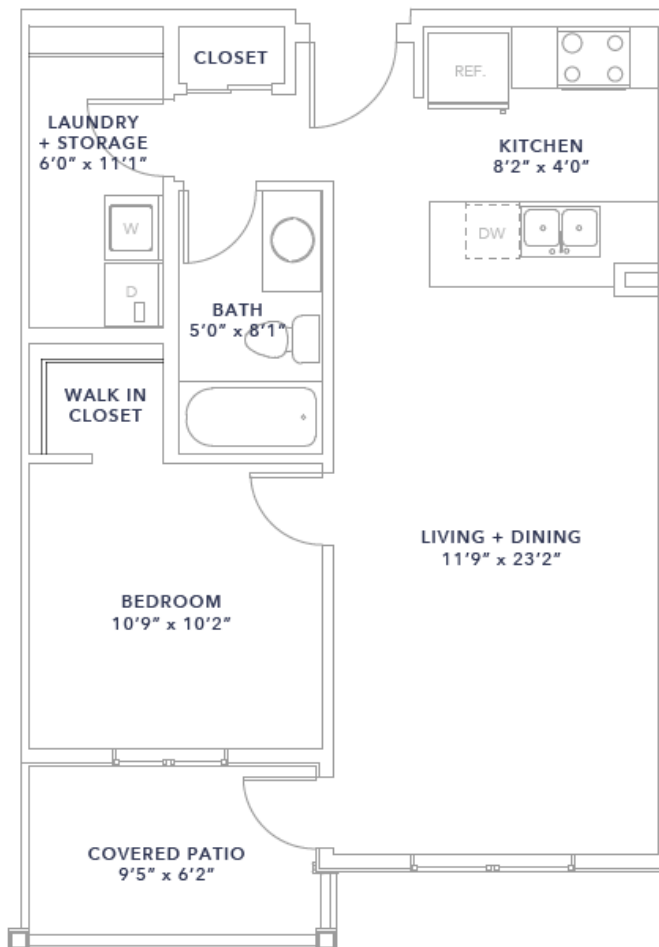 CLOSET
REF.
LAUNDRY
+ STORAGE
6'0" x 11'1"
KITCHEN
8'2" x 4'0"
W
DW
D
BATH
5'0" x 8'1"
WALK IN
CLOSET
LIVING + DINING
11'9" x 23'2"
BEDROOM
10'9" x 10'2"
COVERED PATIO
9'5" x 6'2"